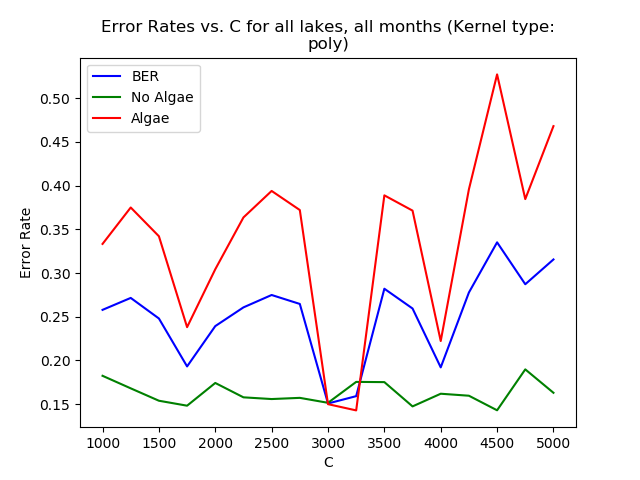 Error Rates vs. C for all lakes, all months (Kernel type:
poly)
BER
No Algae
Algae
Error Rate
0.50
0.45
0.40
0.35
0.30
0.25
0.20
0.15
1000 1500 2000 2500 3000 3500 4000 4500 5000
C